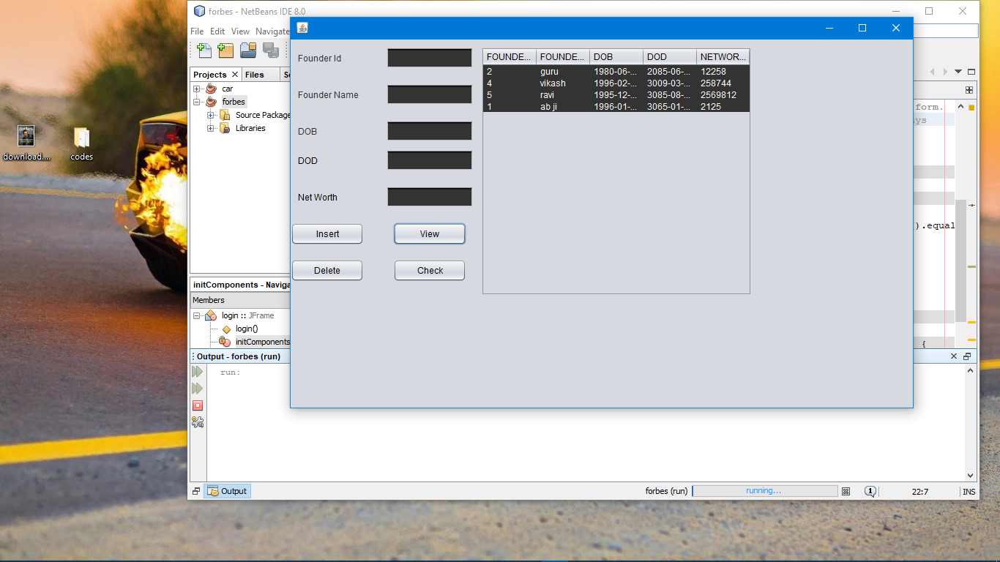 forbes - NetBeans IDE 8.0
File Edit View Navigate
Projects Files
car
forbes
Source Package
Libraries
download....
codes
initComponents - Naviga
Members
login :: JFrame
login()
initComponents
Output - forbes (run)
run:
Founder Id
Founder Name
DOB
DOD
Net Worth
Insert View
Delete Check
FOUNDE... FOUNDE... DOB DOD NETWOR...
2 guru 1980-06-... 2085-06-... 12258
4 vikash 1996-02-... 3009-03-... 258744
5 ravi 1995-12-... 3085-08-... 2569812
1 ab ji 1996-01-... 3065-01-... 2125
form.
ys
).equal
{
Output
forbes (run) running... 1 22:7 INS